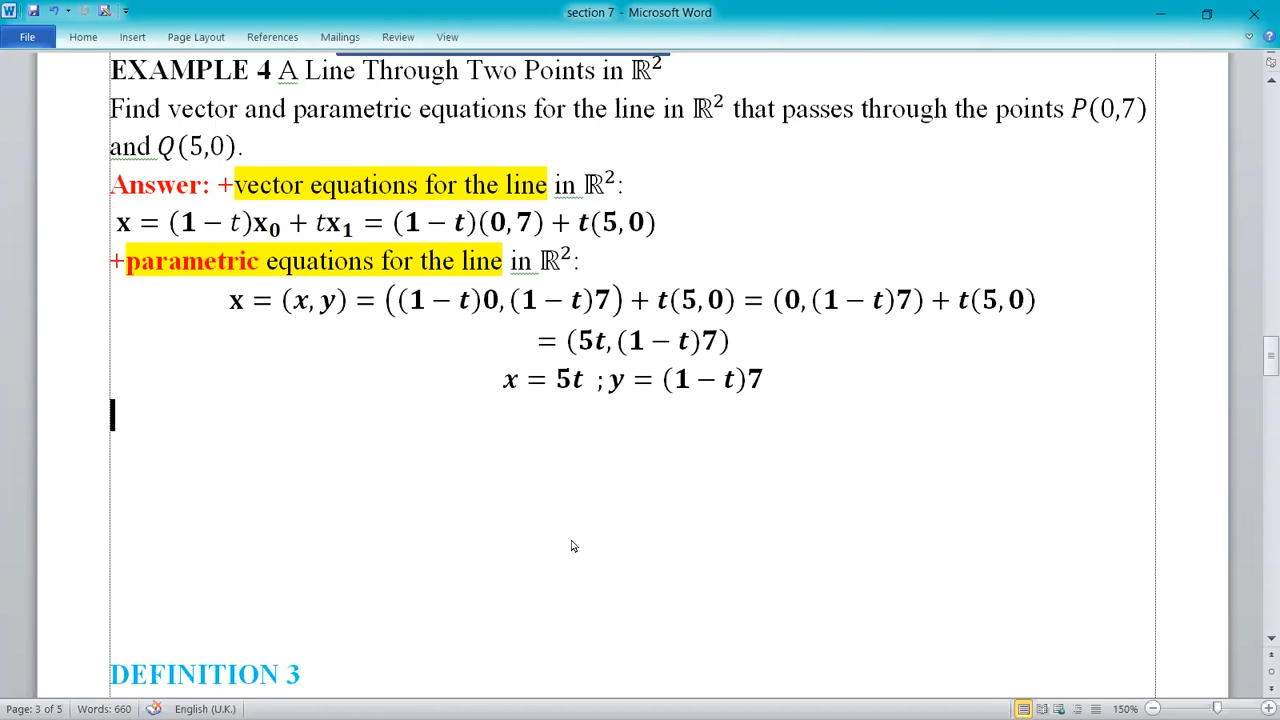 section 7 - Microsoft Word
File Home Insert Page Layout References Mailings Review View
EXAMPLE 4 A Line Through Two Points in ℝ²
Find vector and parametric equations for the line in ℝ² that passes through the points P(0,7)
and Q(5,0).
Answer: +vector equations for the line in ℝ²:
x = (1 − t)x₀ + tx₁ = (1 − t)(0, 7) + t(5, 0)
+parametric equations for the line in ℝ²:
x = (x, y) = ((1 − t)0, (1 − t)7) + t(5, 0) = (0, (1 − t)7) + t(5, 0)
= (5t, (1 − t)7)
x = 5t ; y = (1 − t)7
DEFINITION 3
Page: 3 of 5 Words: 660 English (U.K.) 150%